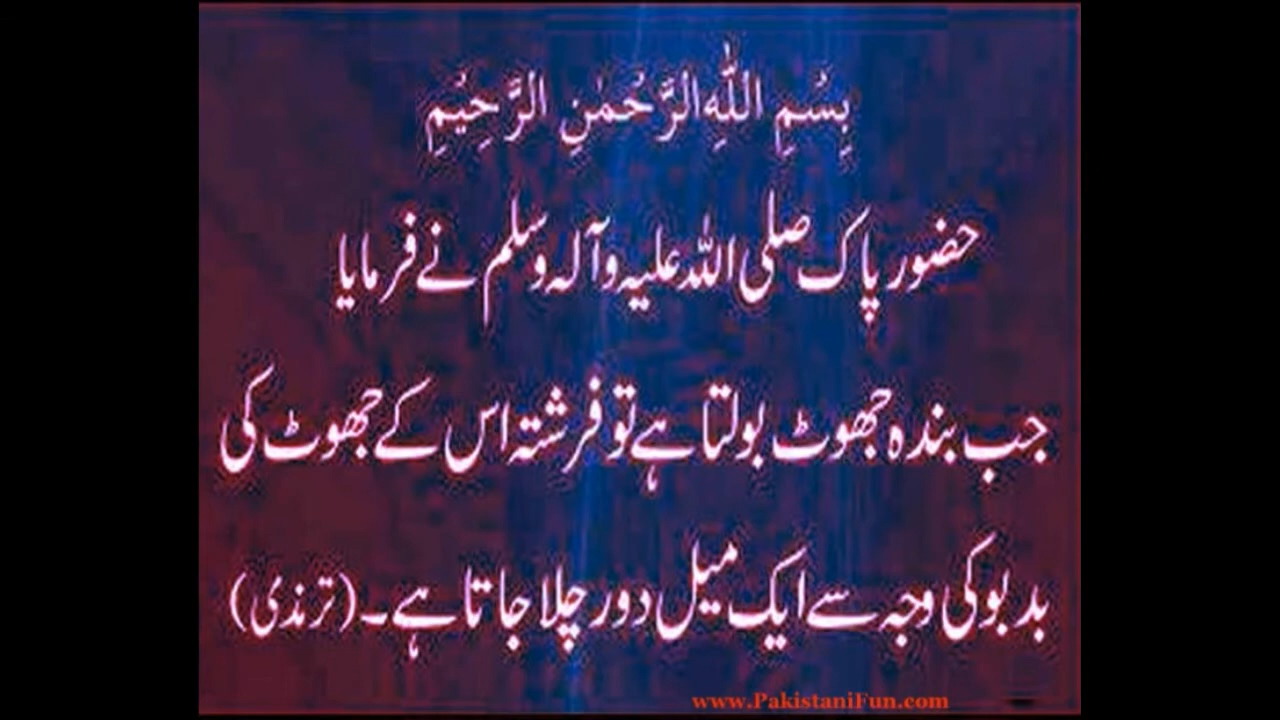 بِسْمِ اللّٰهِ الرَّحْمٰنِ الرَّحِيْمِ
حضور پاک صلی اللہ علیہ وآلہ وسلم نے فرمایا
جب بندہ جھوٹ بولتا ہے تو فرشتہ اس کے جھوٹ کی
بدبو کی وجہ سے ایک میل دور چلا جاتا ہے۔ (ترمذی)
www.PakistaniFun.com